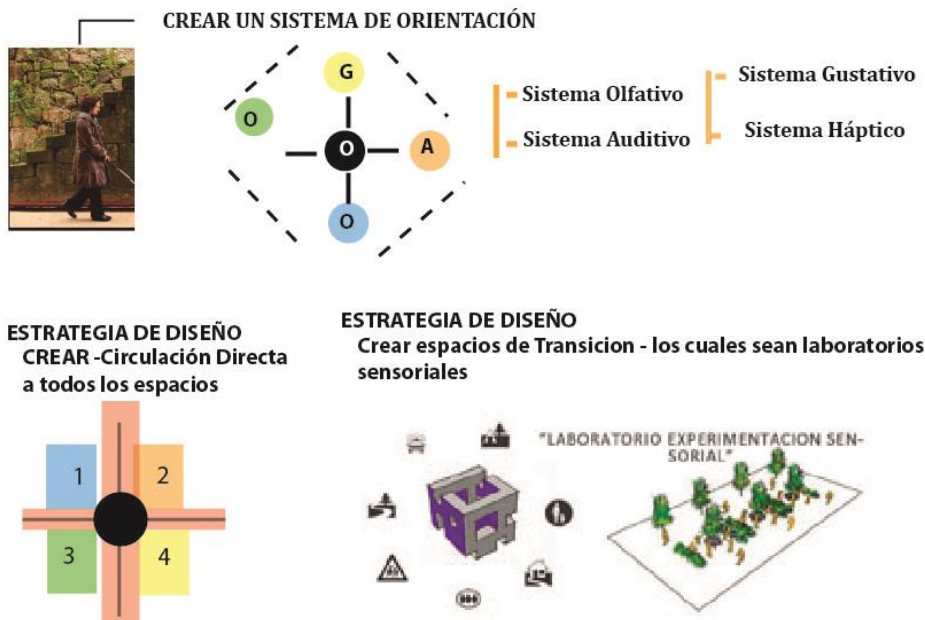 CREAR UN SISTEMA DE ORIENTACIÓN
G
O
O
A
O
Sistema Olfativo
Sistema Auditivo
Sistema Gustativo
Sistema Háptico
ESTRATEGIA DE DISEÑO
CREAR -Circulación Directa
a todos los espacios
1
2
3
4
ESTRATEGIA DE DISEÑO
Crear espacios de Transicion - los cuales sean laboratorios
sensoriales
"LABORATORIO EXPERIMENTACION SEN-
SORIAL"